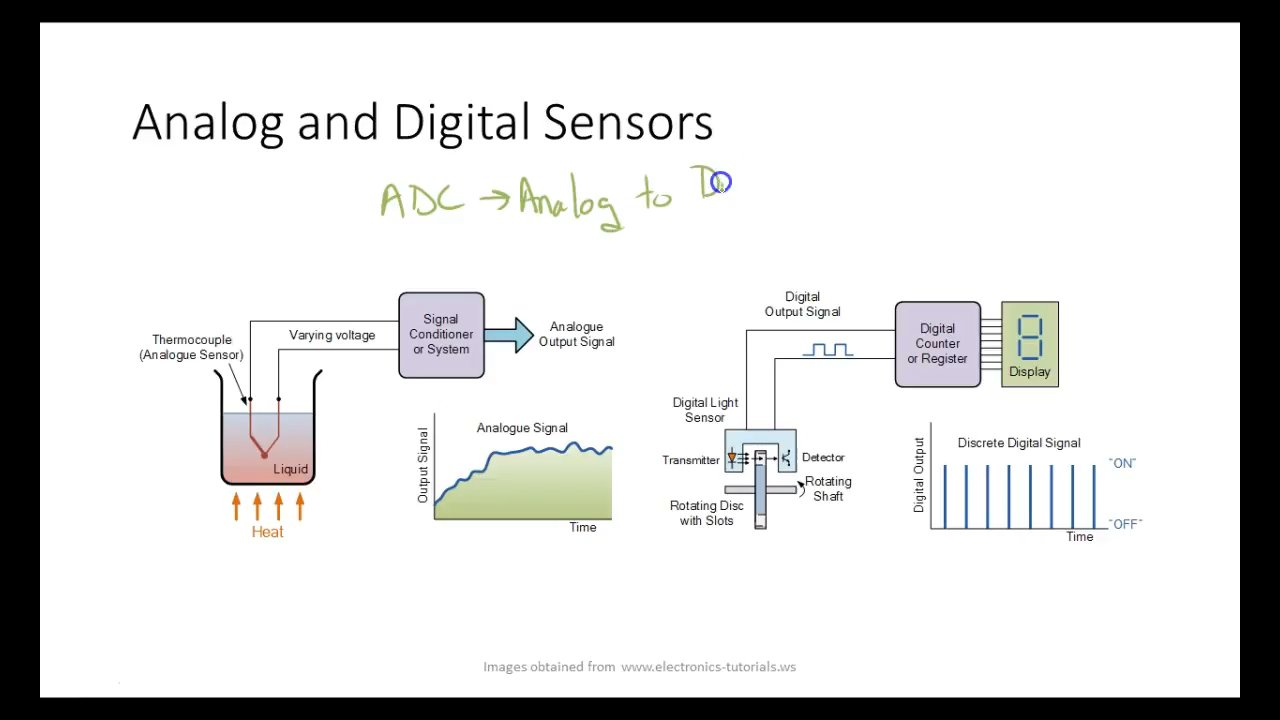 Analog and Digital Sensors
ADC → Analog to Di
Thermocouple
(Analogue Sensor)
Varying voltage
Signal
Conditioner
or System
Analogue
Output Signal
Liquid
Heat
Output Signal
Analogue Signal
Time
Digital
Output Signal
Digital
Counter
or Register
Display
Digital Light
Sensor
Transmitter
Detector
Rotating
Shaft
Rotating Disc
with Slots
Digital Output
Discrete Digital Signal
"ON"
"OFF"
Time
Images obtained from www.electronics-tutorials.ws